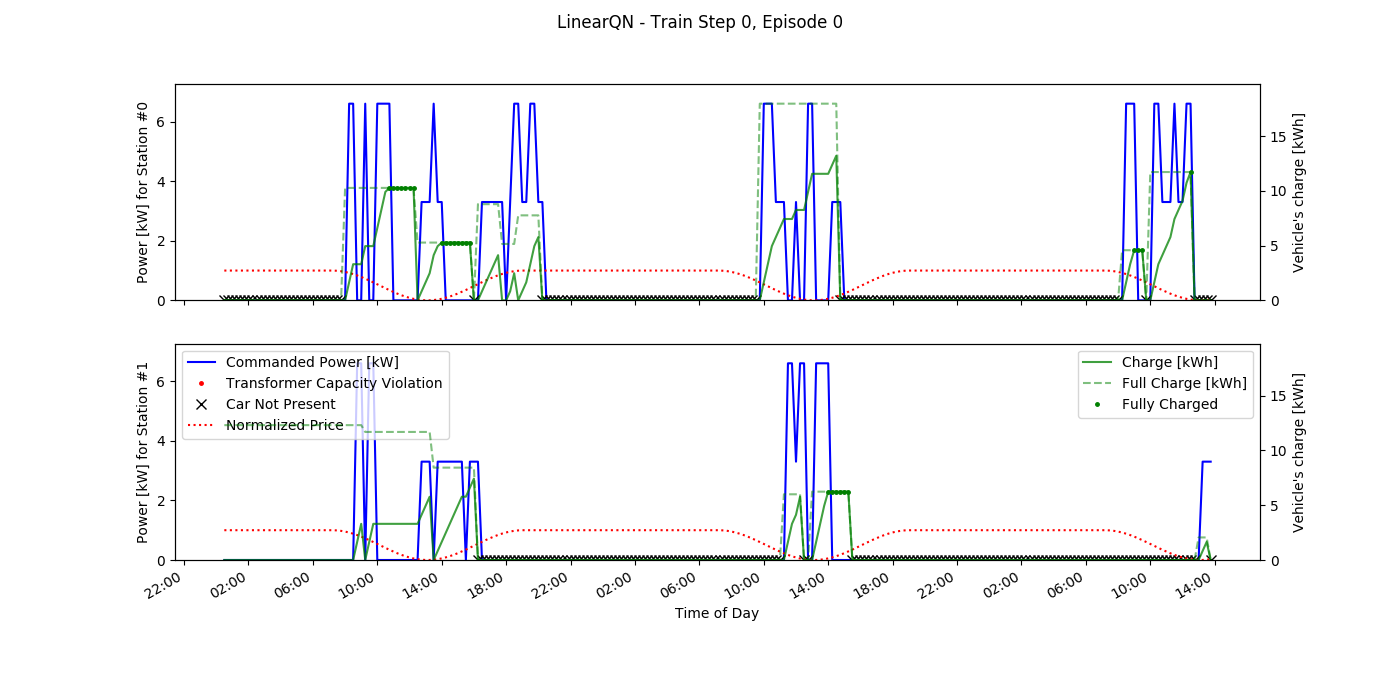 LinearQN - Train Step 0, Episode 0
Power [kW] for Station #0
6
4
2
0
15
10
5
0
Vehicle's charge [kWh]
Power [kW] for Station #1
6
4
2
0
Commanded Power [kW]
Transformer Capacity Violation
Car Not Present
Normalized Price
Charge [kWh]
Full Charge [kWh]
Fully Charged
15
10
5
0
Vehicle's charge [kWh]
22:00 02:00 06:00 10:00 14:00 18:00 22:00 02:00 06:00 10:00 14:00 18:00 22:00 02:00 06:00 10:00 14:00
Time of Day